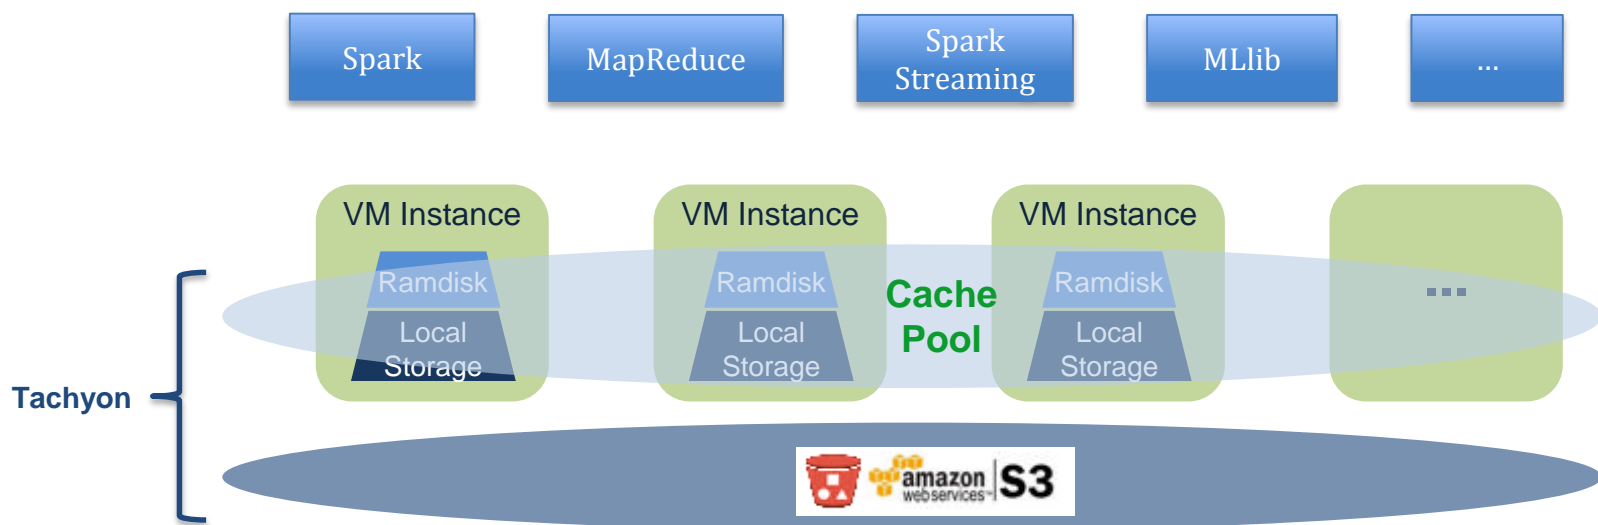 Spark
MapReduce
Spark
Streaming
MLlib
...
VM Instance
VM Instance
VM Instance
Ramdisk
Ramdisk
Ramdisk
...
Cache
Pool
Local
Storage
Local
Storage
Local
Storage
Tachyon
amazon
webservices™
S3